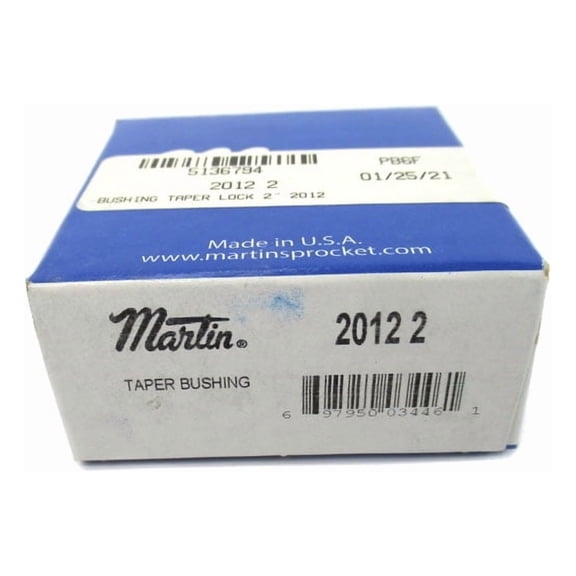 5136794
PB6F
2012 2
01/25/21
BUSHING TAPER LOCK 2" 2012
Made in U.S.A.
www.martinsprocket.com
Martin®
2012 2
TAPER BUSHING
6 97950 03446 1